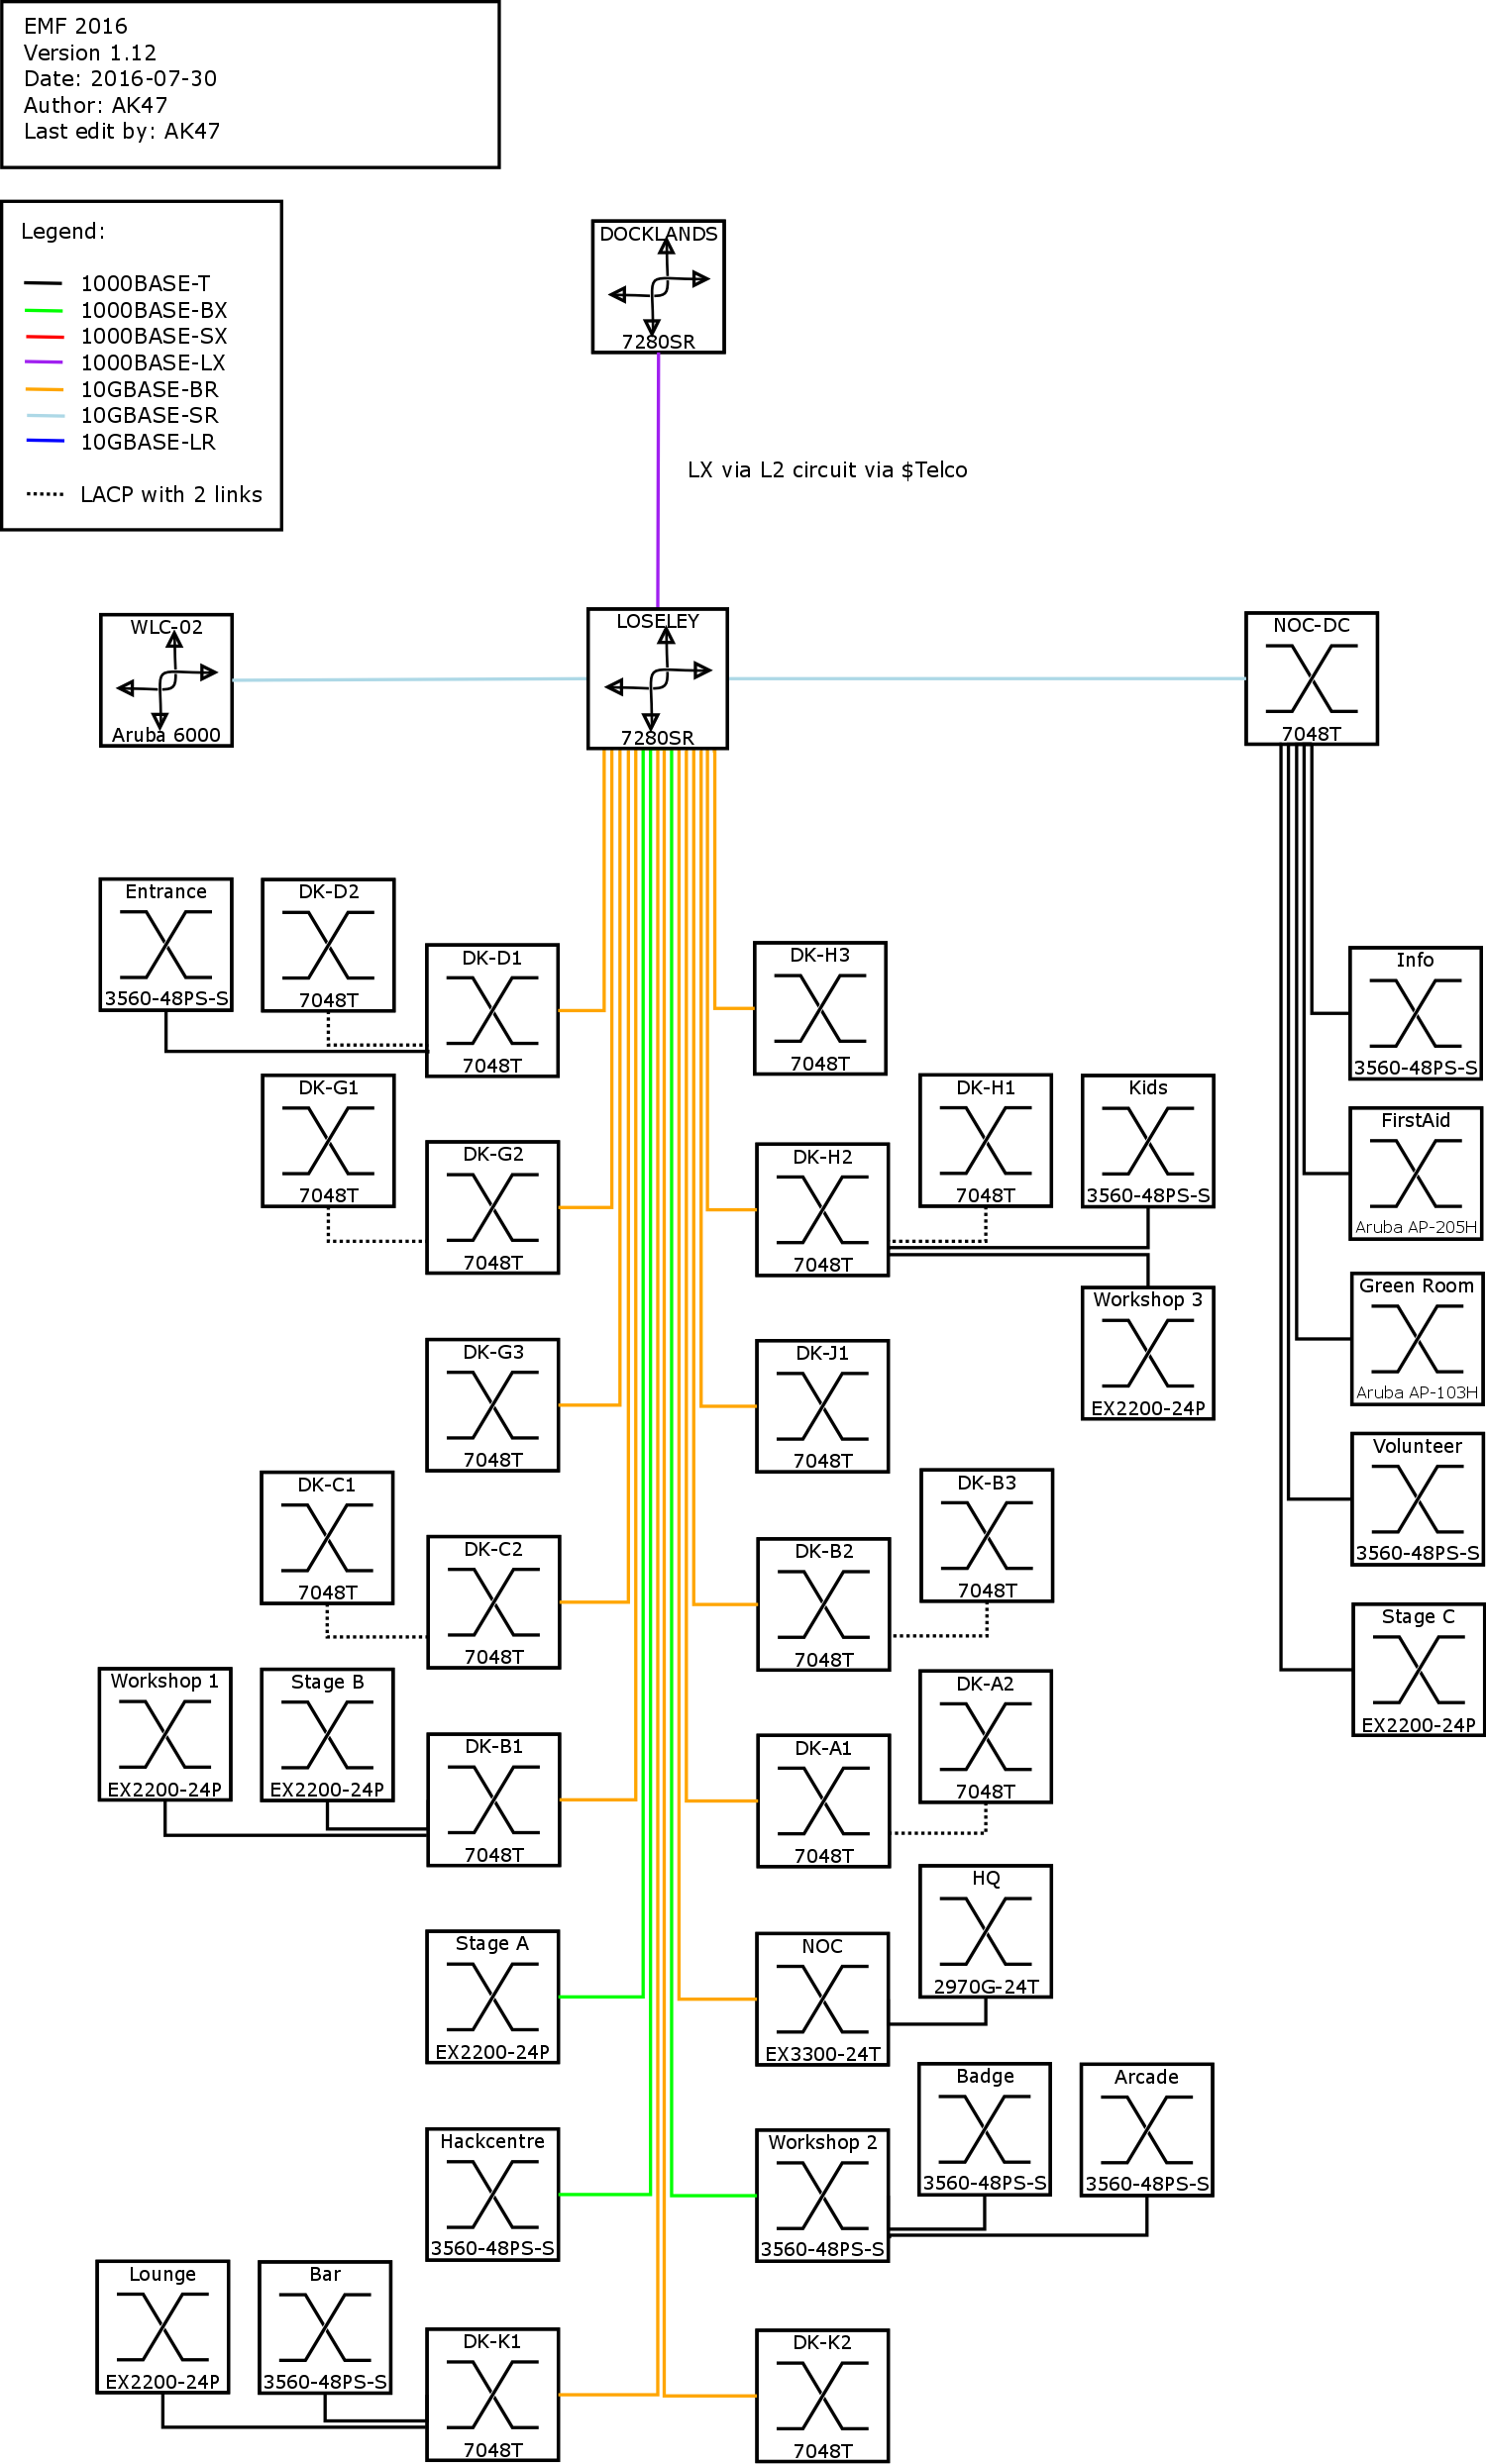 EMF 2016
Version 1.12
Date: 2016-07-30
Author: AK47
Last edit by: AK47
Legend:
1000BASE-T
1000BASE-BX
1000BASE-SX
1000BASE-LX
10GBASE-BR
10GBASE-SR
10GBASE-LR
LACP with 2 links
DOCKLANDS
7280SR
LX via L2 circuit via $Telco
WLC-02
Aruba 6000
LOSELEY
7280SR
NOC-DC
7048T
Entrance
3560-48PS-S
DK-D2
7048T
DK-D1
7048T
DK-H3
7048T
Info
3560-48PS-S
DK-G1
7048T
DK-G2
7048T
DK-H2
7048T
DK-H1
7048T
Kids
3560-48PS-S
FirstAid
Aruba AP-205H
Workshop 3
EX2200-24P
Green Room
Aruba AP-103H
DK-G3
7048T
DK-J1
7048T
Volunteer
3560-48PS-S
DK-C1
7048T
DK-C2
7048T
DK-B2
7048T
DK-B3
7048T
Stage C
EX2200-24P
Workshop 1
EX2200-24P
Stage B
EX2200-24P
DK-B1
7048T
DK-A1
7048T
DK-A2
7048T
Stage A
EX2200-24P
NOC
EX3300-24T
HQ
2970G-24T
Hackcentre
3560-48PS-S
Workshop 2
3560-48PS-S
Badge
3560-48PS-S
Arcade
3560-48PS-S
Lounge
EX2200-24P
Bar
3560-48PS-S
DK-K1
7048T
DK-K2
7048T